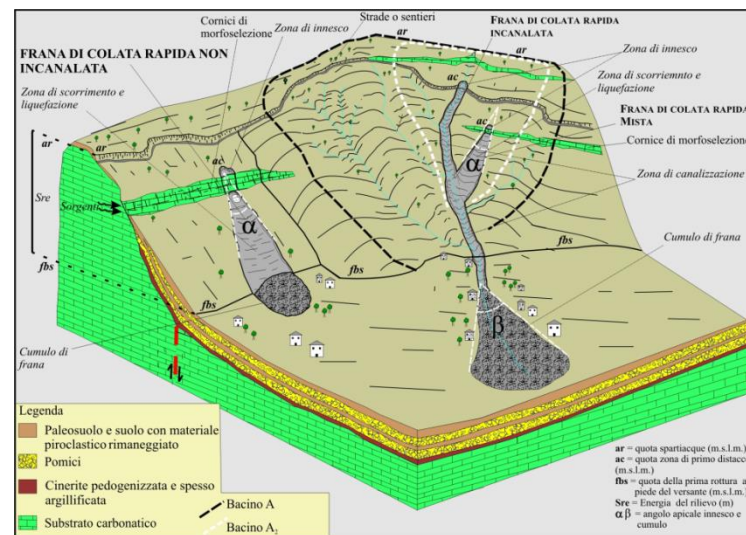 Strade o sentieri
Cornici di
morfoselezione
Zona di innesco
FRANA DI COLATA RAPIDA
INCANALATA
FRANA DI COLATA RAPIDA NON
INCANALATA
Zona di innesco
Zona di scorriemnto e
liquefazione
Zona di scorrimento e
liquefazione
FRANA DI COLATA RAPIDA
MISTA
Cornice di morfoselezione
Zona di canalizzazione
Cumulo di frana
ar
ar
ar
ar
ac
ac
ac
Sre
Sorgenti
fbs
fbs
fbs
α
α
β
Cumulo di
frana
Legenda
Paleosuolo e suolo con materiale
piroclastico rimaneggiato
Pomici
Cinerite pedogenizzata e spesso
argillificata
Substrato carbonatico
Bacino A
Bacino A2
ar = quota spartiacque (m.s.l.m.)
ac = quota zona di primo distacco
(m.s.l.m.)
fbs = quota della prima rottura a
piede del versante (m.s.l.m.)
Sre = Energia del rilievo (m)
α β = angolo apicale innesco e
cumulo